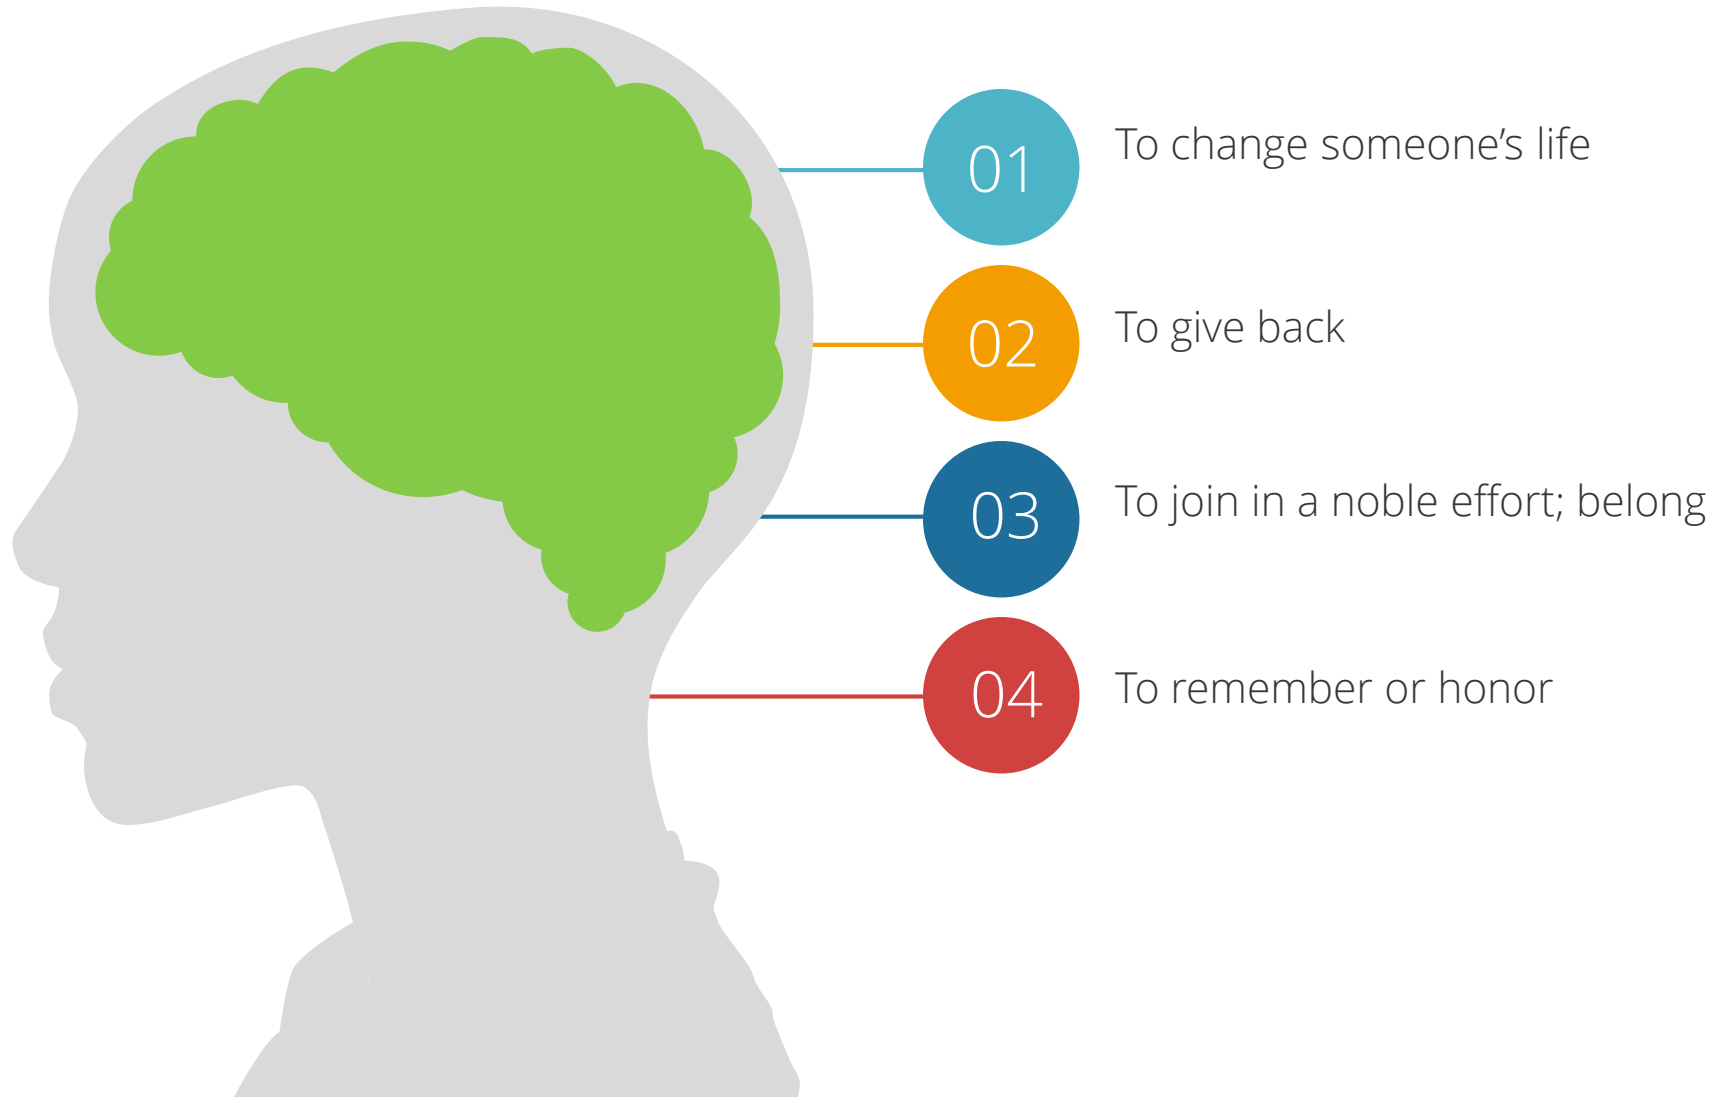 01
To change someone’s life
02
To give back
03
To join in a noble effort; belong
04
To remember or honor